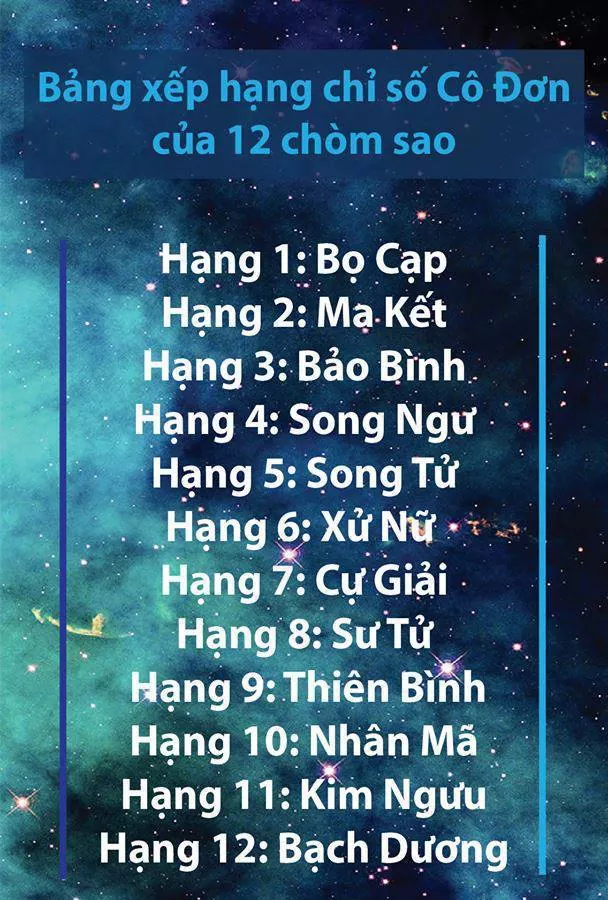 Bảng xếp hạng chỉ số Cô Đơn
của 12 chòm sao
Hạng 1: Bọ Cạp
Hạng 2: Ma Kết
Hạng 3: Bảo Bình
Hạng 4: Song Ngư
Hạng 5: Song Tử
Hạng 6: Xử Nữ
Hạng 7: Cự Giải
Hạng 8: Sư Tử
Hạng 9: Thiên Bình
Hạng 10: Nhân Mã
Hạng 11: Kim Ngưu
Hạng 12: Bạch Dương